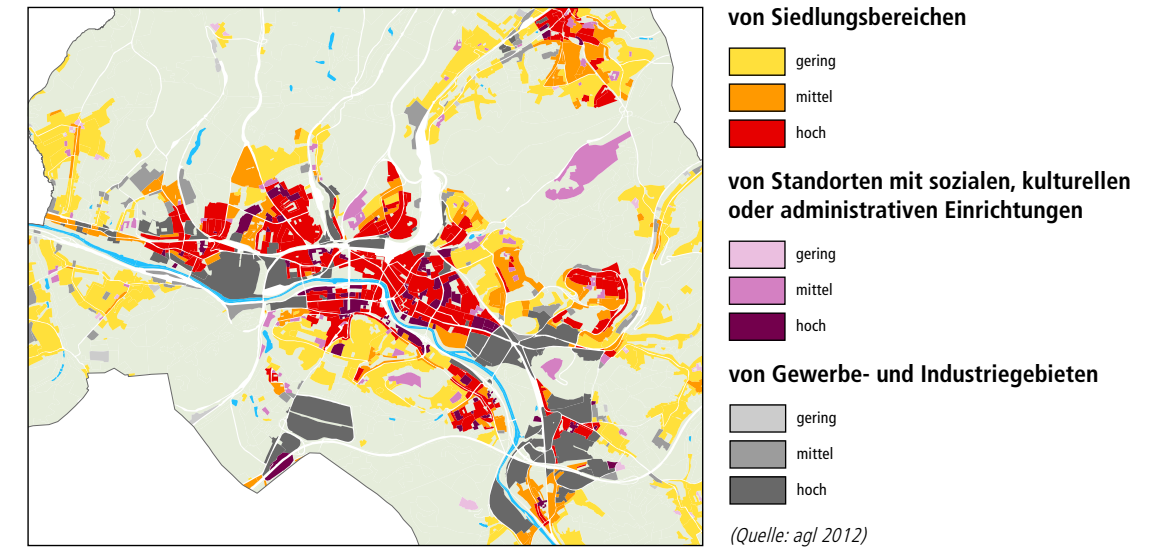 von Siedlungsbereichen
gering
mittel
hoch
von Standorten mit sozialen, kulturellen
oder administrativen Einrichtungen
gering
mittel
hoch
von Gewerbe- und Industriegebieten
gering
mittel
hoch
(Quelle: agl 2012)